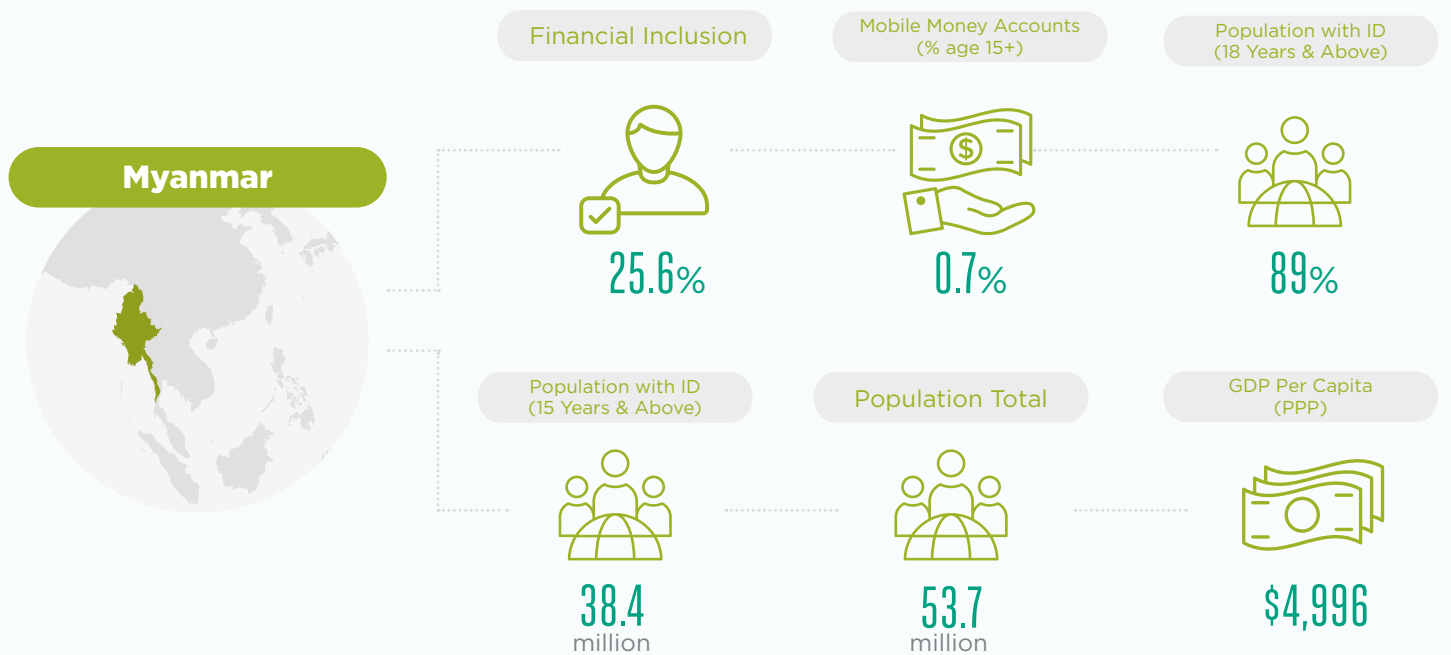 Myanmar
Financial Inclusion
25.6%
Mobile Money Accounts
(% age 15+)
$
0.7%
Population with ID
(18 Years & Above)
89%
Population with ID
(15 Years & Above)
38.4
million
Population Total
53.7
million
GDP Per Capita
(PPP)
$4,996